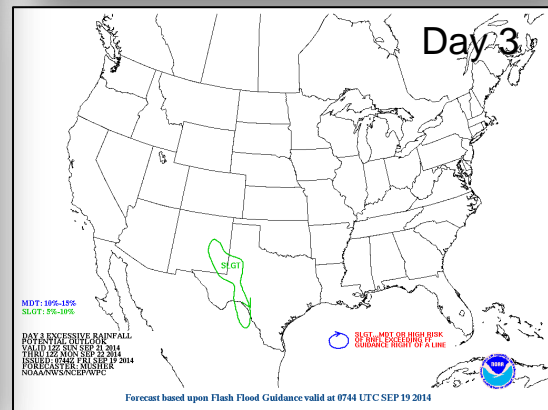 Day 3
SLGT
MDT: 10%-15%
SLGT: 5%-10%
DAY 3 EXCESSIVE RAINFALL
POTENTIAL OUTLOOK
VALID 12Z SUN SEP 21 2014
THRU 12Z MON SEP 22 2014
ISSUED: 0744Z FRI SEP 19 2014
FORECASTER: MUSHER
NOAA/NWS/NCEP/WPC
SLGT...MDT OR HIGH RISK
OF RNFL EXCEEDING FF
GUIDANCE RIGHT OF A LINE
NOAA
Forecast based upon Flash Flood Guidance valid at 0744 UTC SEP 19 2014